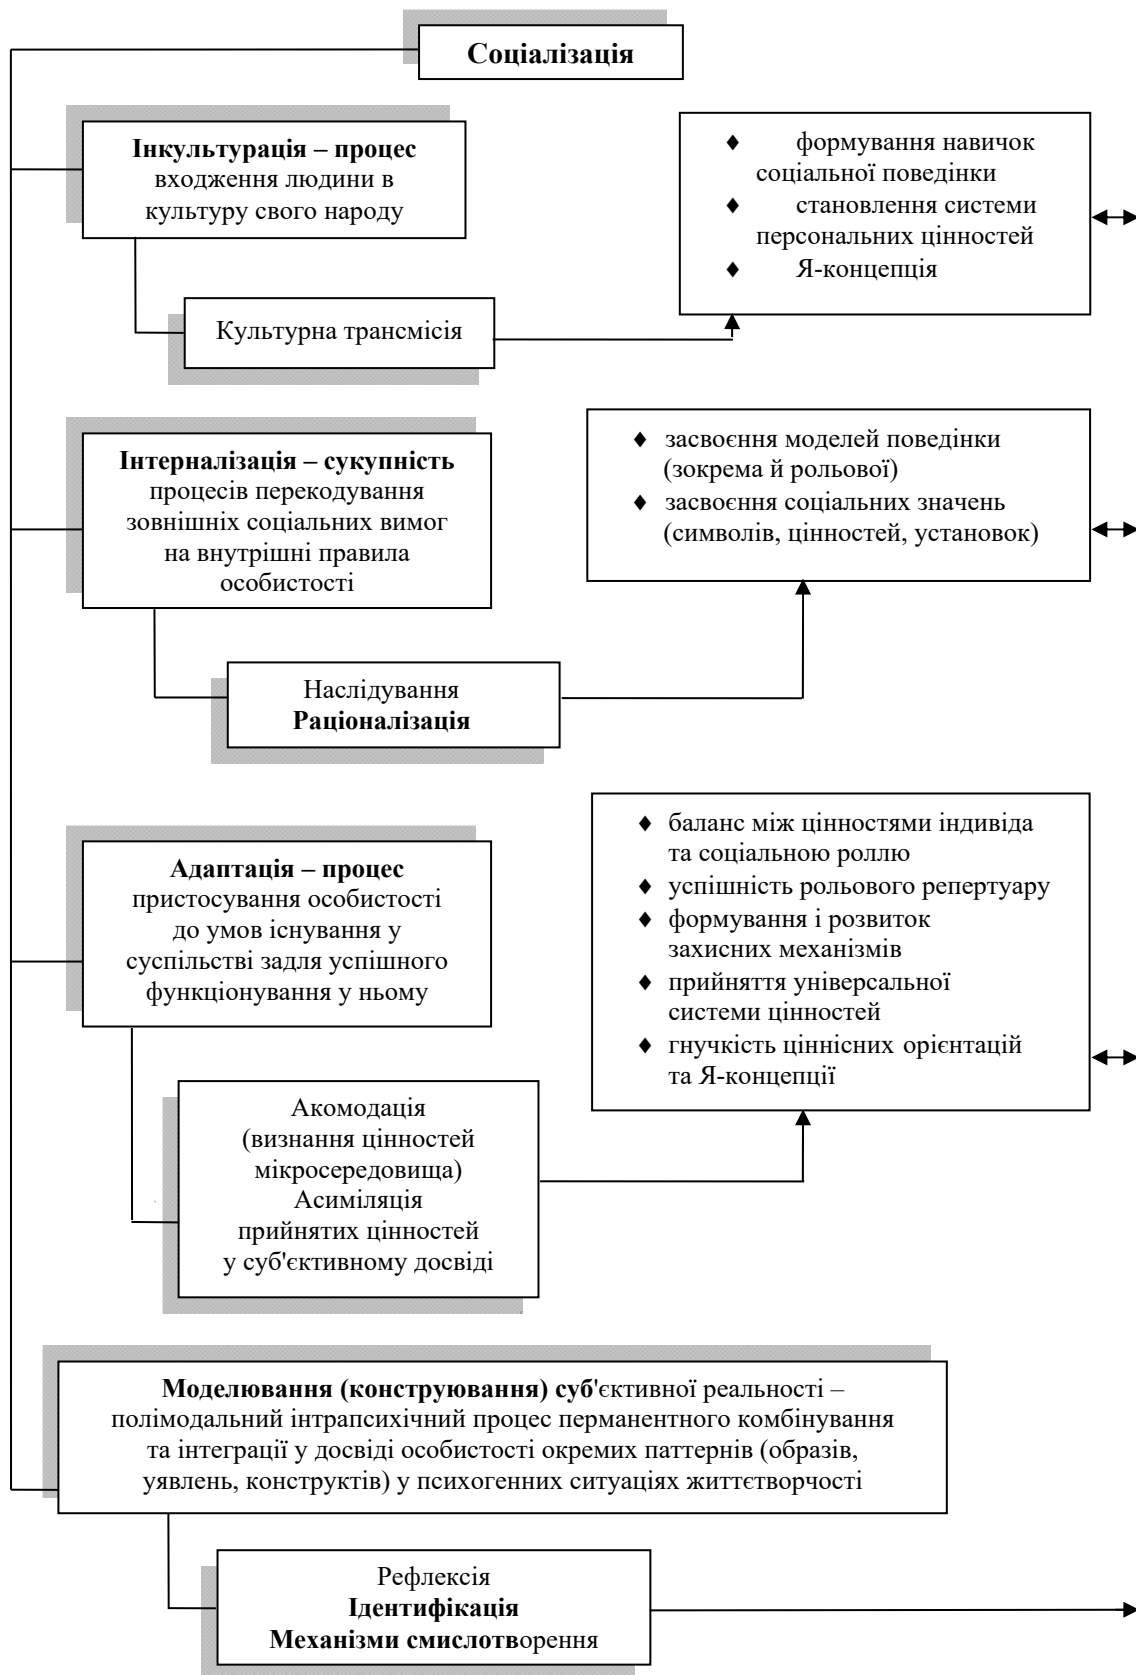 Соціалізація
Інкультурація – процес
входження людини в
культуру свого народу
♦ формування навичок
соціальної поведінки
♦ становлення системи
персональних цінностей
♦ Я-концепція
Культурна трансмісія
Інтерналізація – сукупність
процесів перекодування
зовнішніх соціальних вимог
на внутрішні правила
особистості
♦ засвоєння моделей поведінки
(зокрема й рольової)
♦ засвоєння соціальних значень
(символів, цінностей, установок)
Наслідування
Раціоналізація
Адаптація – процес
пристосування особистості
до умов існування у
суспільстві задля успішного
функціонування у ньому
♦ баланс між цінностями індивіда
та соціальною роллю
♦ успішність рольового репертуару
♦ формування і розвиток
захисних механізмів
♦ прийняття універсальної
системи цінностей
♦ гнучкість ціннісних орієнтацій
та Я-концепції
Акомодація
(визнання цінностей
мікросередовища)
Асиміляція
прийнятих цінностей
у суб'єктивному досвіді
Моделювання (конструювання) суб'єктивної реальності –
полімодальний інтрапсихічний процес перманентного комбінування
та інтеграції у досвіді особистості окремих паттернів (образів,
уявлень, конструктів) у психогенних ситуаціях життєтворчості
Рефлексія
Ідентифікація
Механізми смислотворення